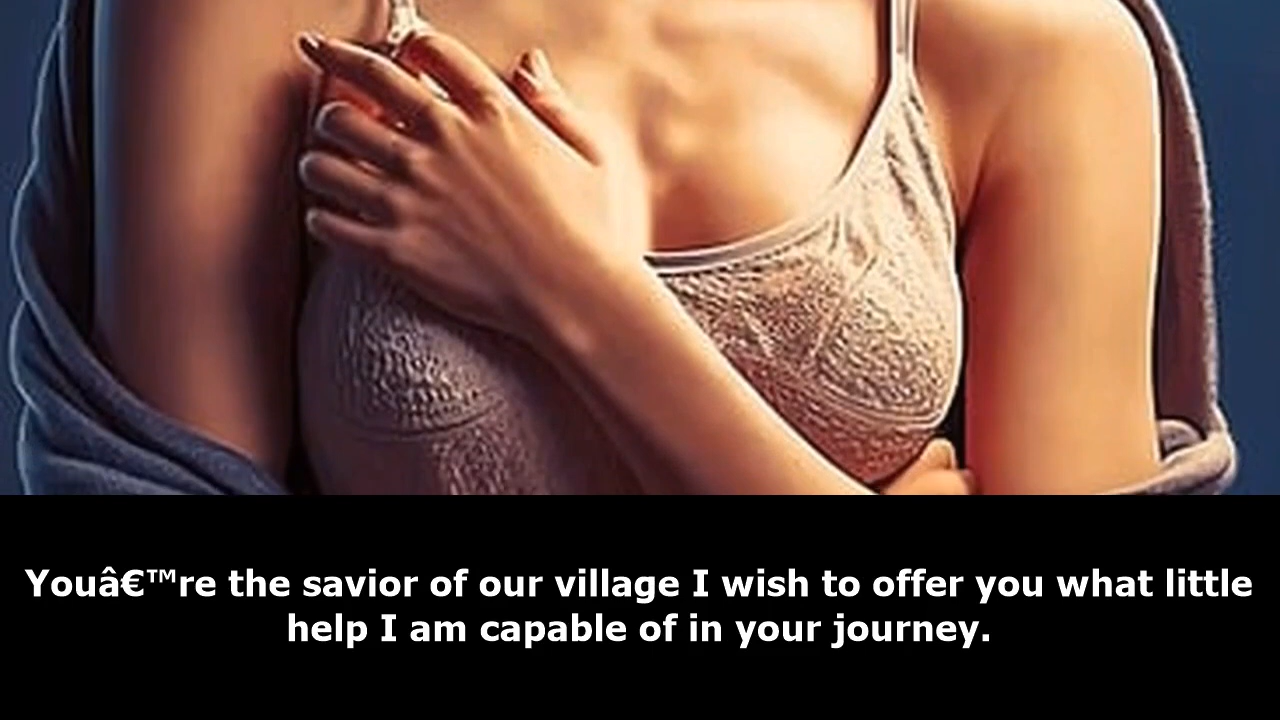 Youâ€™re the savior of our village I wish to offer you what little
help I am capable of in your journey.